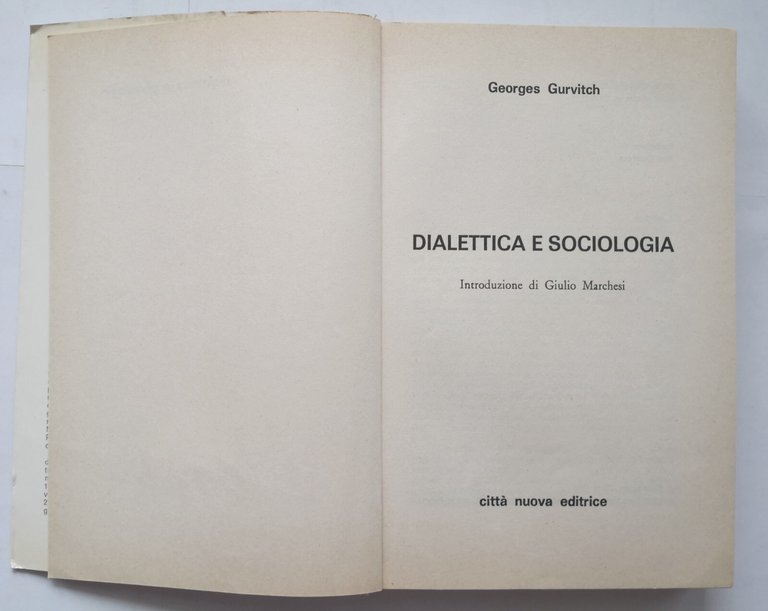 Georges Gurvitch
DIALETTICA E SOCIOLOGIA
Introduzione di Giulio Marchesi
città nuova editrice